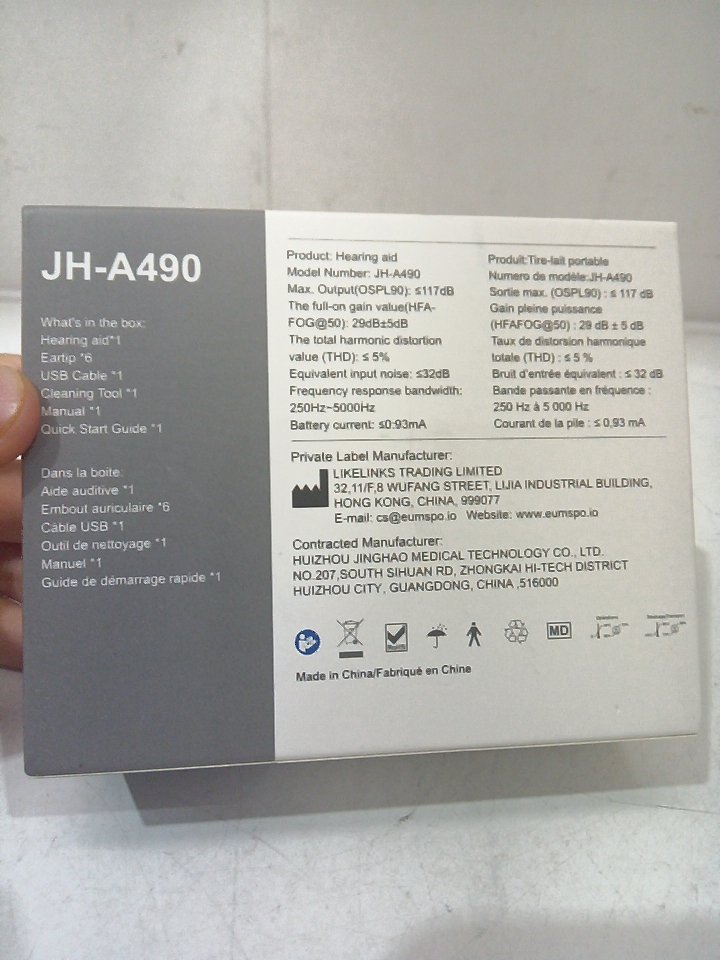 JH-A490
What's in the box:
Hearing aid*1
Eartip *6
USB Cable *1
Cleaning Tool *1
Manual *1
Quick Start Guide *1
Dans la boite:
Aide auditive *1
Embout auriculaire *6
Câble USB *1
Outil de nettoyage *1
Manuel *1
Guide de démarrage rapide *1
Product: Hearing aid
Model Number: JH-A490
Max. Output(OSPL90): ≤117dB
The full-on gain value(HFA-
FOG@50): 29dB±5dB
The total harmonic distortion
value (THD): ≤ 5%
Equivalent input noise: ≤32dB
Frequency response bandwidth:
250Hz~5000Hz
Battery current: ≤0:93mA
Produit:Tire-lait portable
Numero de modèle:JH-A490
Sortie max. (OSPL90) : ≤ 117 dB
Gain pleine puissance
(HFAFOG@50) : 29 dB ± 5 dB
Taux de distorsion harmonique
totale (THD) : ≤ 5 %
Bruit d'entrée équivalent : ≤ 32 dB
Bande passante en fréquence :
250 Hz à 5 000 Hz
Courant de la pile : ≤ 0,93 mA
Private Label Manufacturer:
LIKELINKS TRADING LIMITED
32,11/F,8 WUFANG STREET, LIJIA INDUSTRIAL BUILDING,
HONG KONG, CHINA, 999077
E-mail: cs@eumspo.io Website: www.eumspo.io
Contracted Manufacturer:
HUIZHOU JINGHAO MEDICAL TECHNOLOGY CO., LTD.
NO.207,SOUTH SIHUAN RD, ZHONGKAI HI-TECH DISTRICT
HUIZHOU CITY, GUANGDONG, CHINA ,516000
MD
Made in China/Fabriqué en Chine